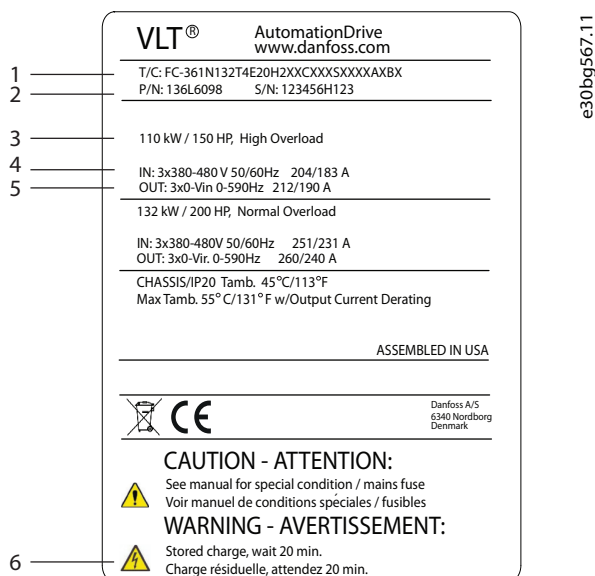 VLT® AutomationDrive
www.danfoss.com
1 T/C: FC-361N132T4E20H2XXCXXXSXXXXAXBX
2 P/N: 136L6098 S/N: 123456H123
3 110 kW / 150 HP, High Overload
4 IN: 3x380-480 V 50/60Hz 204/183 A
5 OUT: 3x0-Vin 0-590Hz 212/190 A
132 kW / 200 HP, Normal Overload
IN: 3x380-480V 50/60Hz 251/231 A
OUT: 3x0-Vir. 0-590Hz 260/240 A
CHASSIS/IP20 Tamb. 45°C/113°F
Max Tamb. 55° C/131° F w/Output Current Derating
ASSEMBLED IN USA
CE
Danfoss A/S
6340 Nordborg
Denmark
CAUTION - ATTENTION:
See manual for special condition / mains fuse
Voir manuel de conditions spéciales / fusibles
WARNING - AVERTISSEMENT:
Stored charge, wait 20 min.
6 Charge résiduelle, attendez 20 min.
e30bg567.11